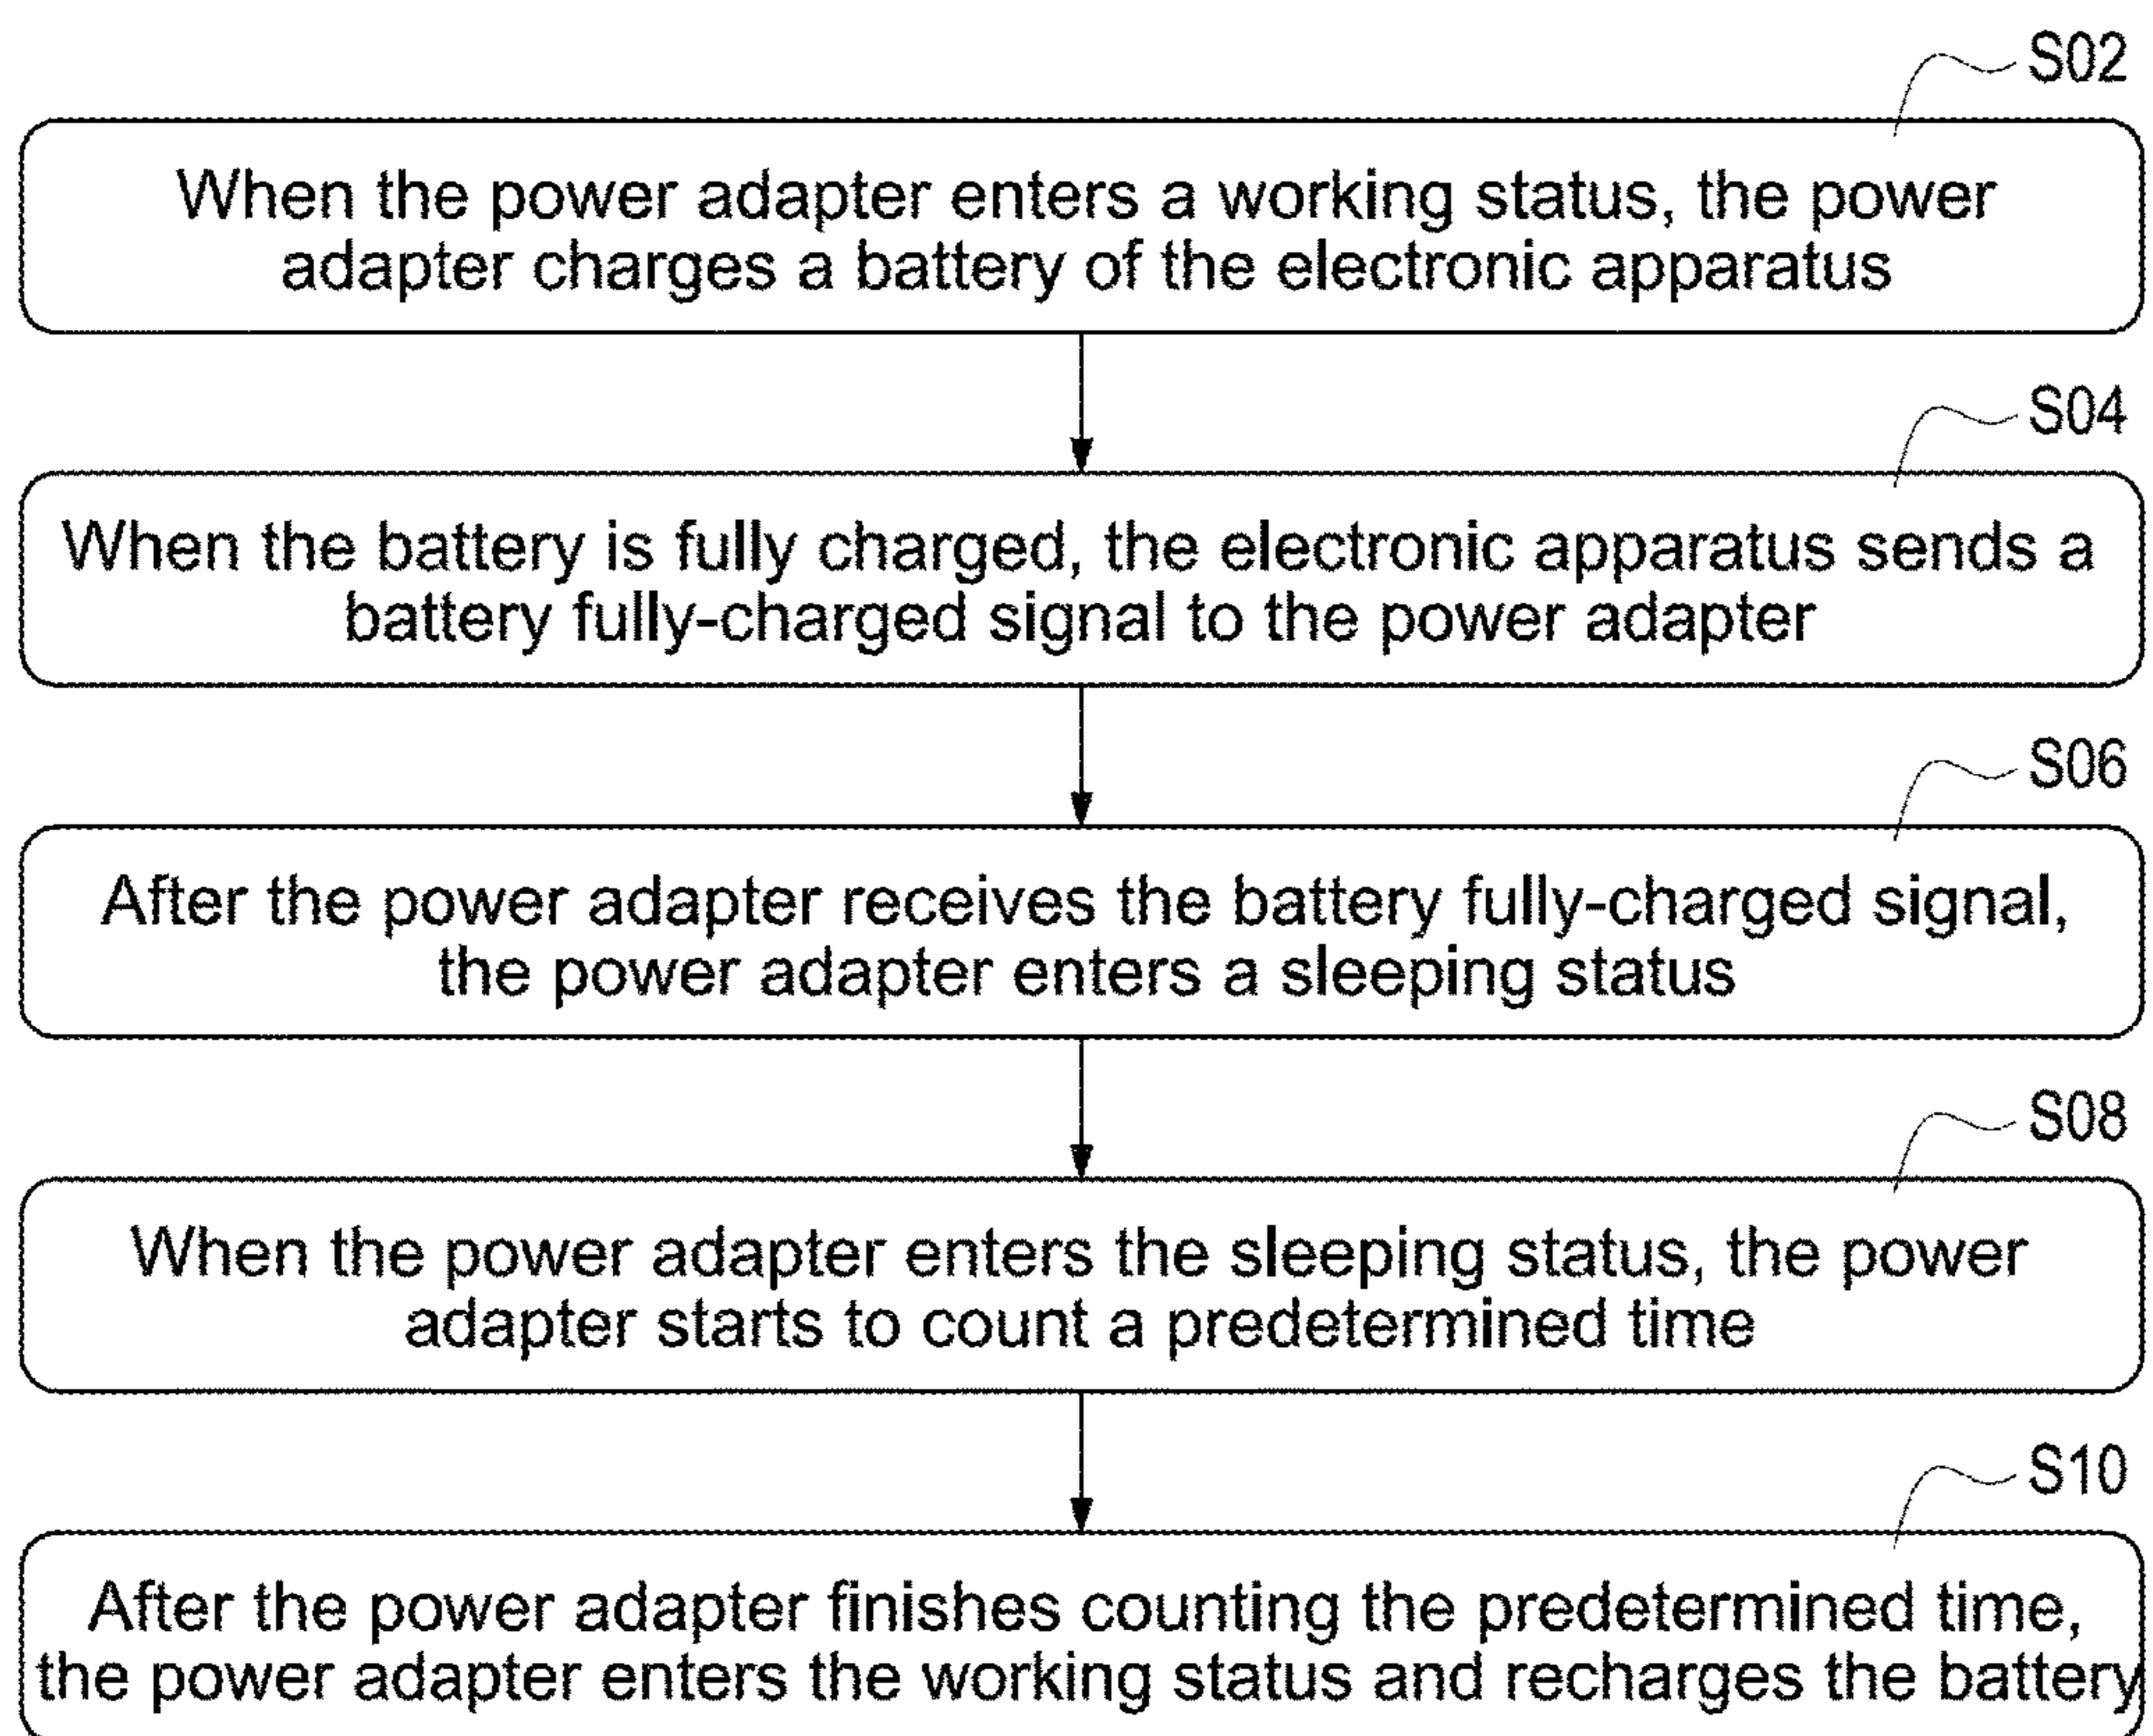 S02
When the power adapter enters a working status, the power
adapter charges a battery of the electronic apparatus
S04
When the battery is fully charged, the electronic apparatus sends a
battery fully-charged signal to the power adapter
S06
After the power adapter receives the battery fully-charged signal,
the power adapter enters a sleeping status
S08
When the power adapter enters the sleeping status, the power
adapter starts to count a predetermined time
S10
After the power adapter finishes counting the predetermined time,
the power adapter enters the working status and recharges the battery